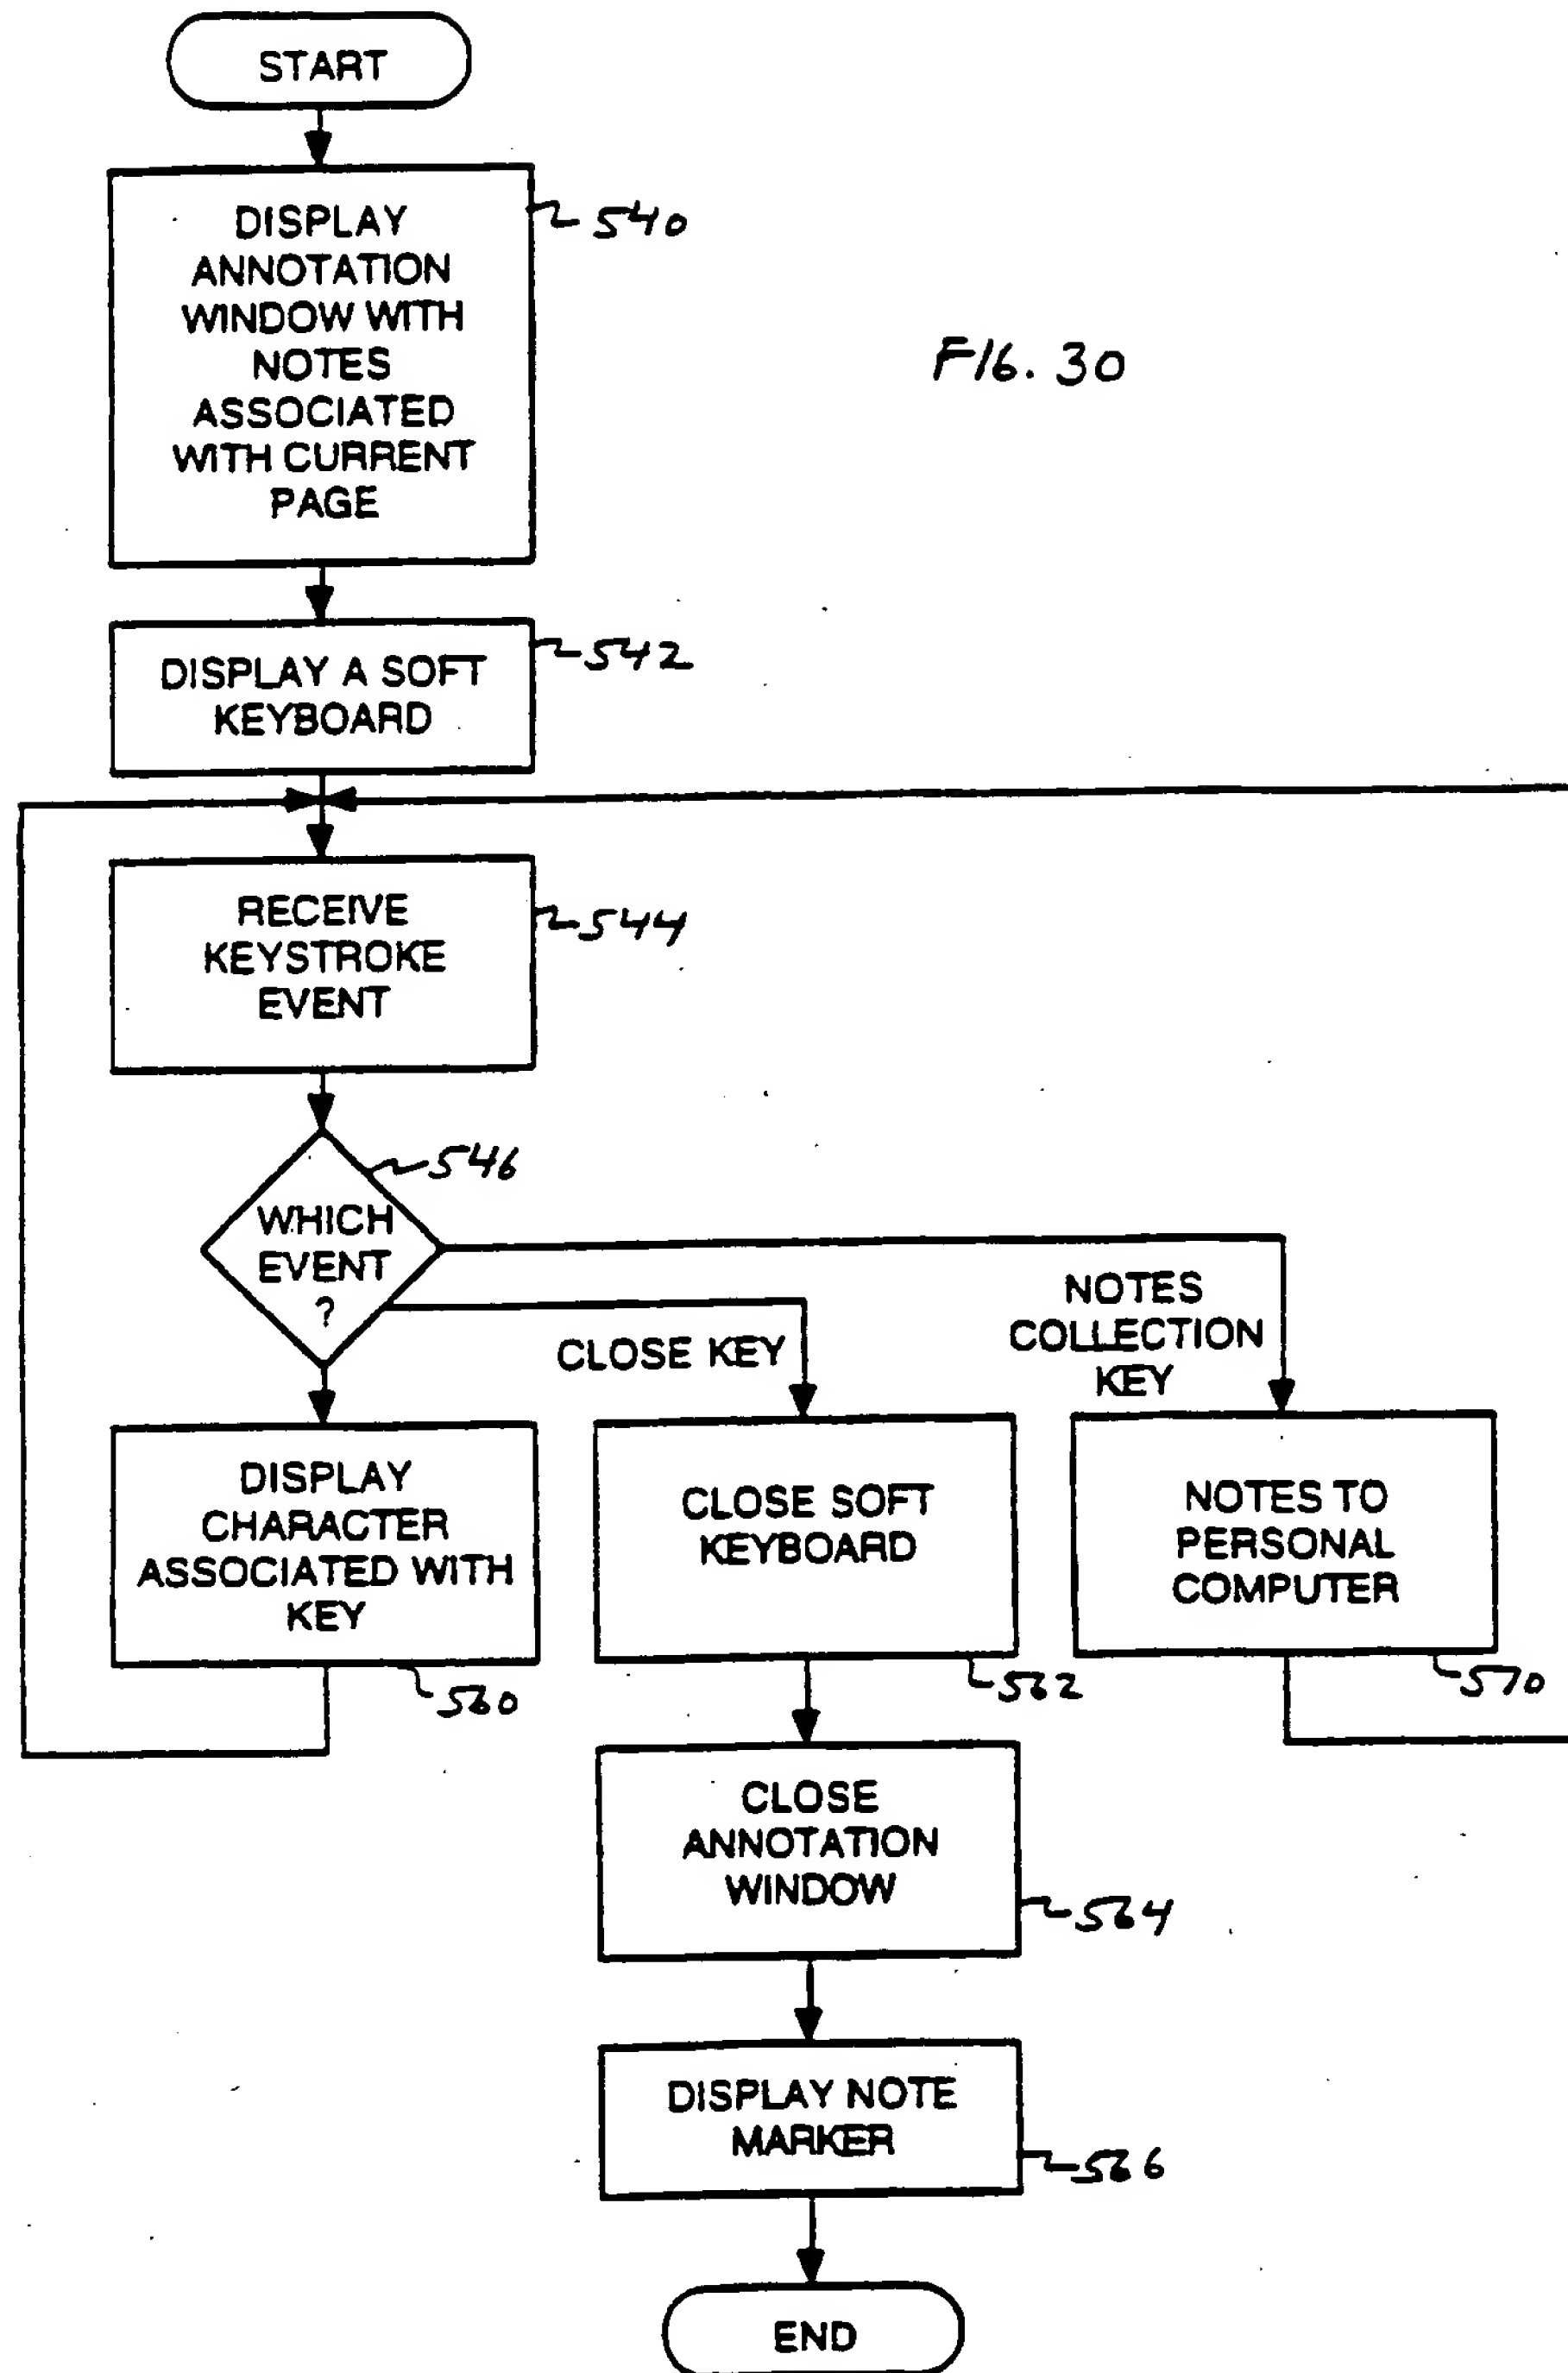 START
DISPLAY
ANNOTATION
WINDOW WITH
NOTES
ASSOCIATED
WITH CURRENT
PAGE
540
FIG. 30
DISPLAY A SOFT
KEYBOARD
542
RECEIVE
KEYSTROKE
EVENT
544
546
WHICH
EVENT
?
CLOSE KEY
NOTES
COLLECTION
KEY
DISPLAY
CHARACTER
ASSOCIATED WITH
KEY
560
CLOSE SOFT
KEYBOARD
562
NOTES TO
PERSONAL
COMPUTER
570
CLOSE
ANNOTATION
WINDOW
564
DISPLAY NOTE
MARKER
566
END